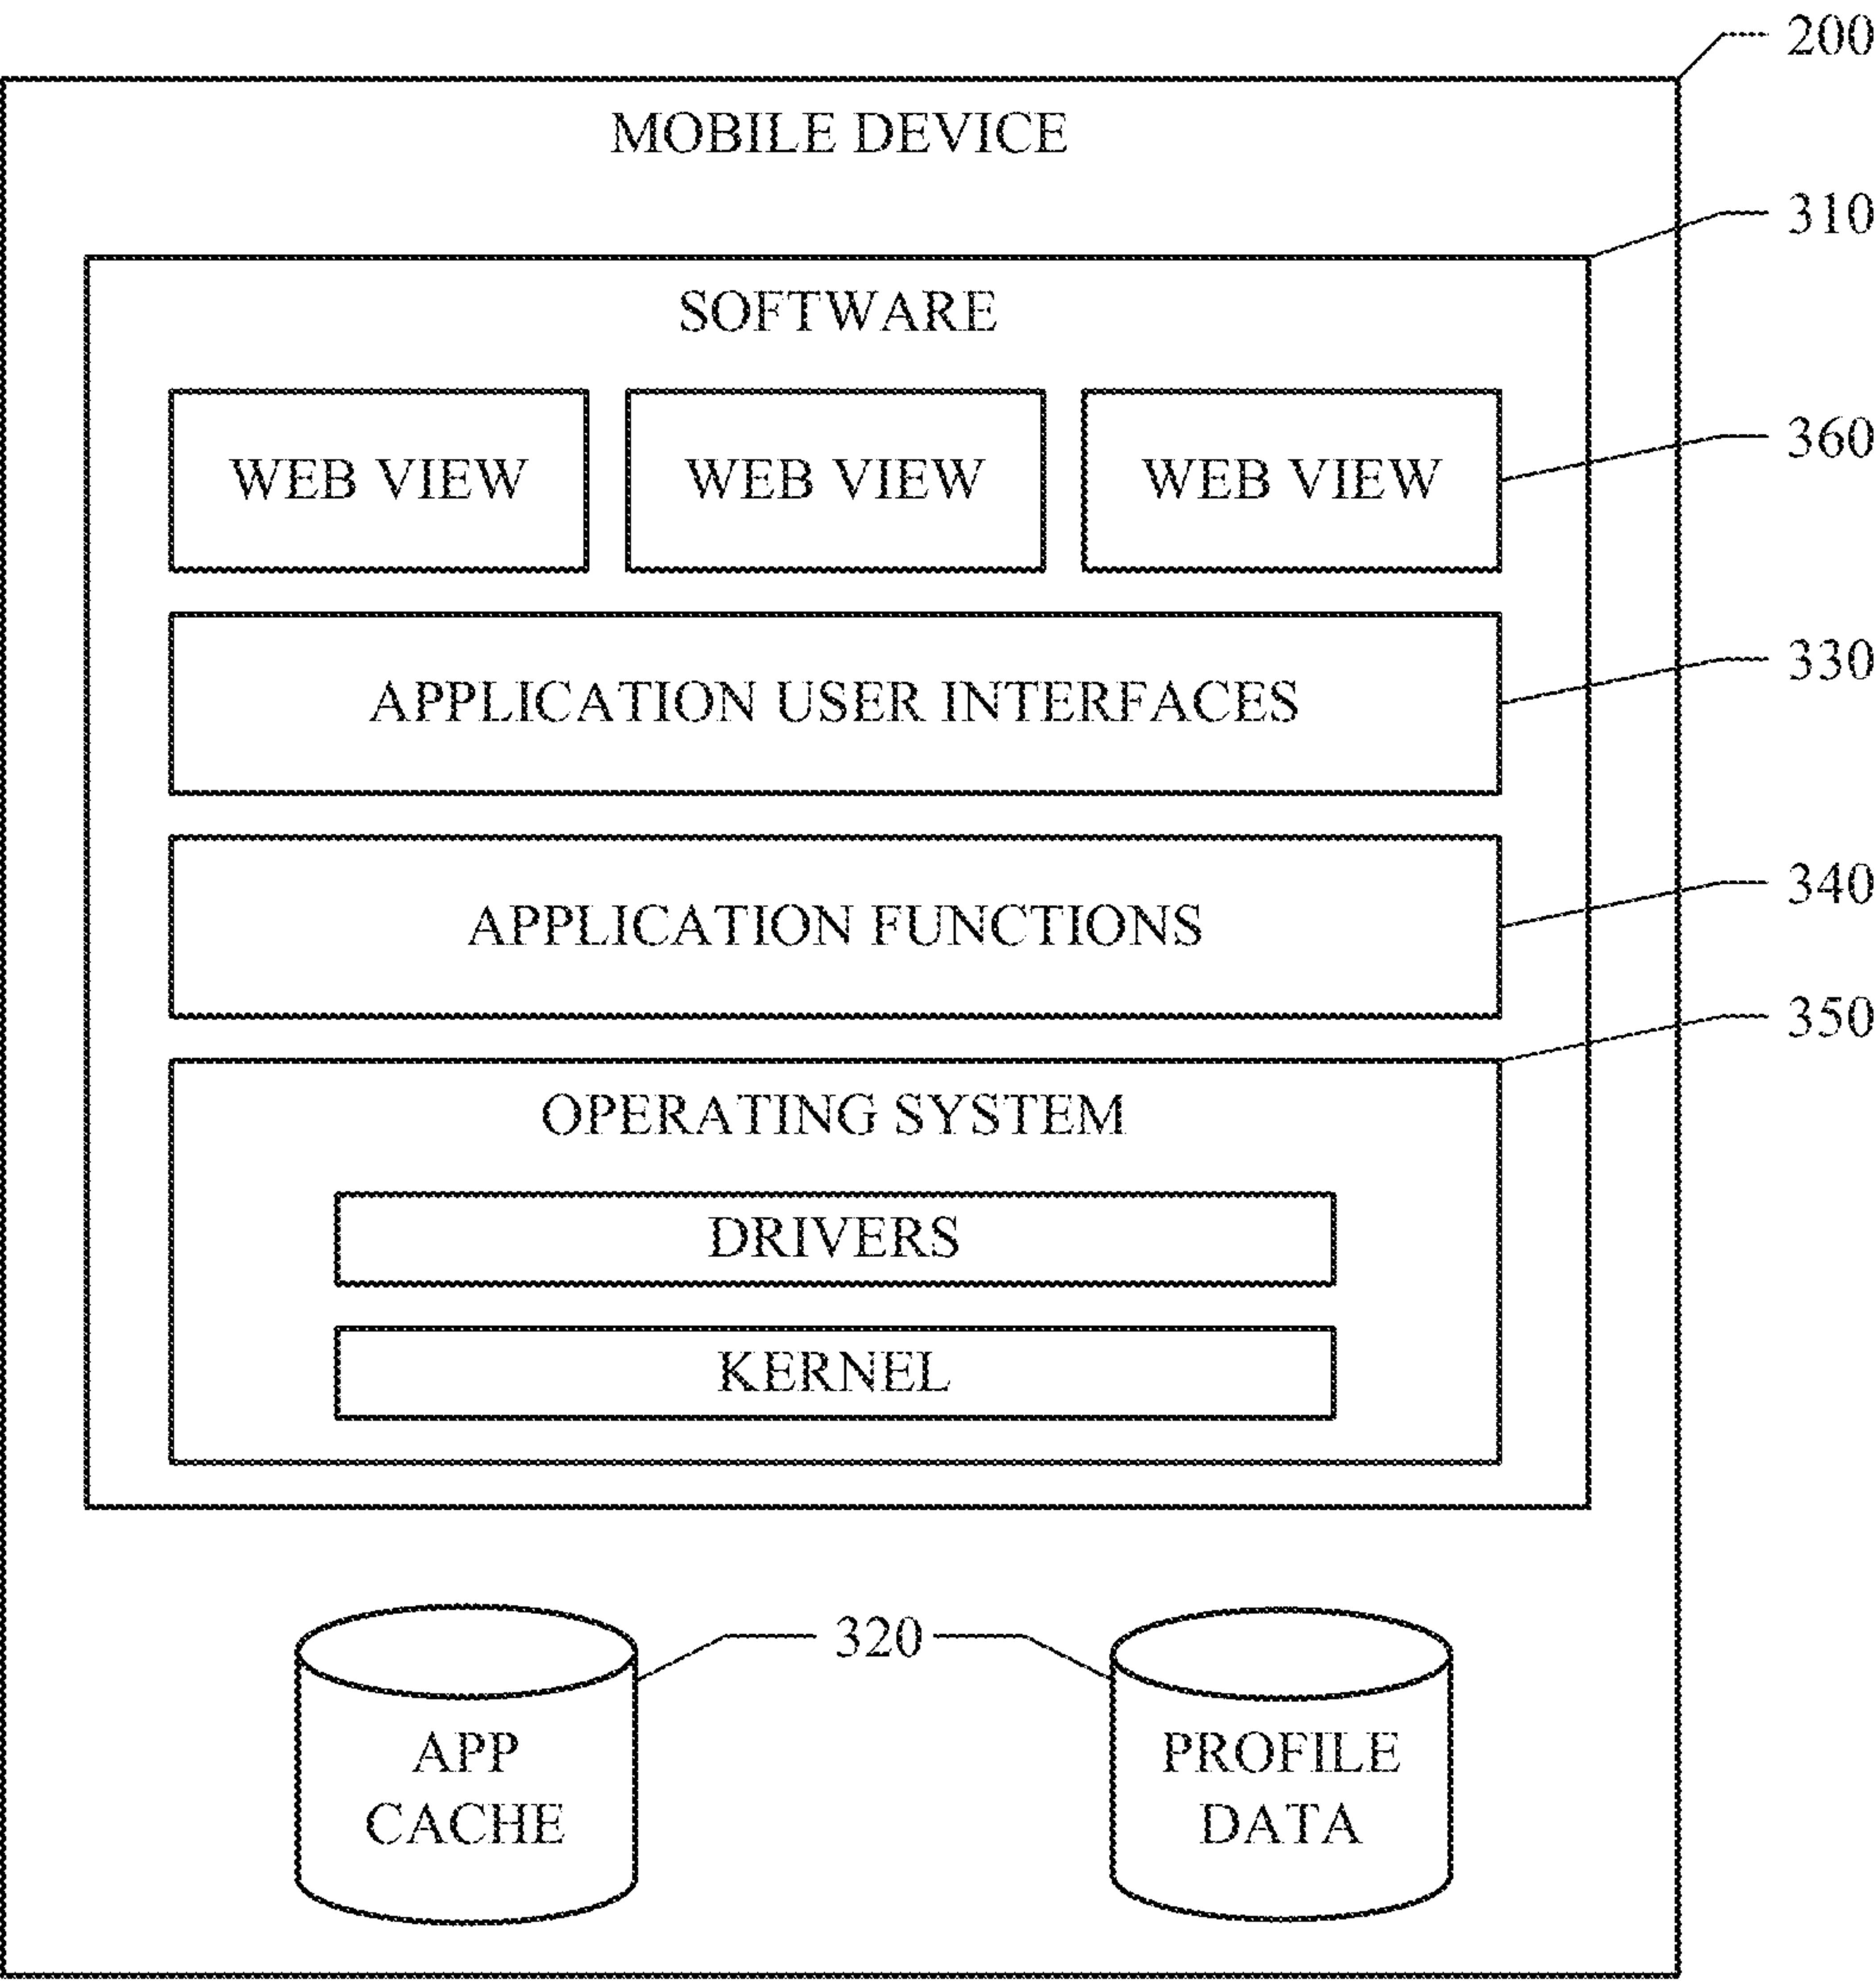 200
MOBILE DEVICE
310
SOFTWARE
360
WEB VIEW WEB VIEW WEB VIEW
330
APPLICATION USER INTERFACES
340
APPLICATION FUNCTIONS
350
OPERATING SYSTEM
DRIVERS
KERNEL
320
APP
CACHE
PROFILE
DATA